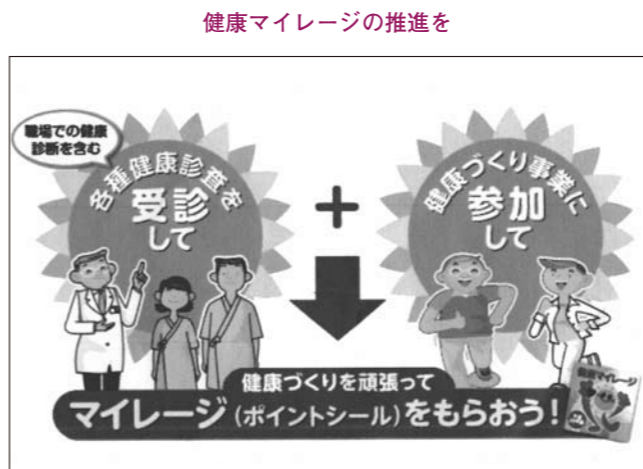 健康マイレージの推進を
職場での健康
診断を含む
各種健康診査を
受診
して
+
健康づくり事業に
参加
して
健康づくりを頑張って
マイレージ(ポイントシール)をもらおう!
健康マイレージ